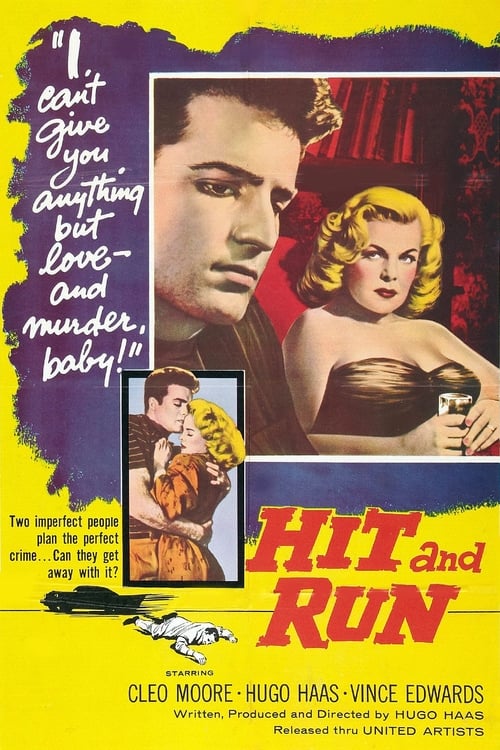 "I
can't
give
you
anything
but
love—
and
murder,
baby!"
Two imperfect people
plan the perfect
crime...Can they get
away with it?
HIT and
RUN
STARRING
CLEO MOORE • HUGO HAAS • VINCE EDWARDS
Written, Produced and Directed by HUGO HAAS
Released thru UNITED ARTISTS